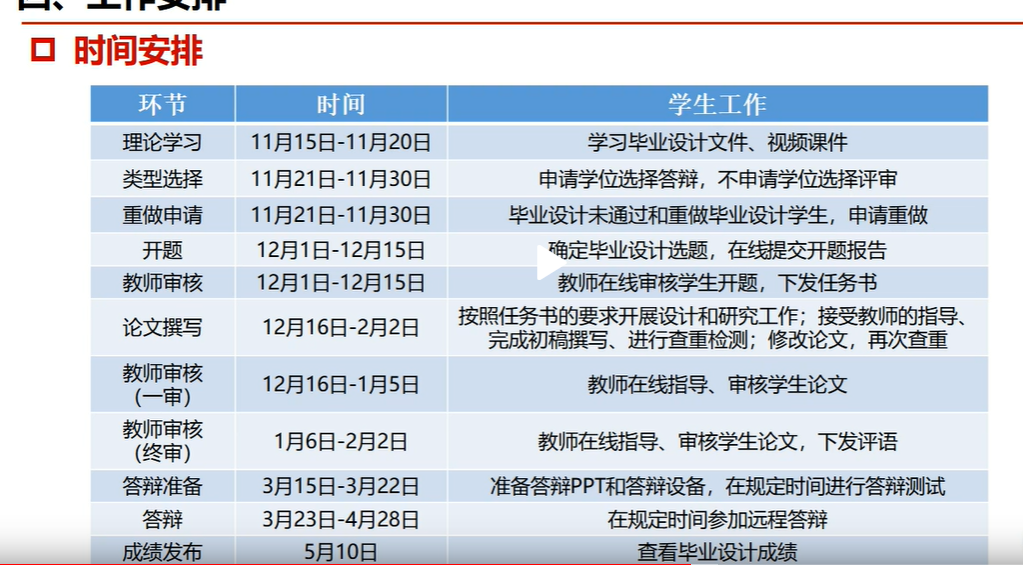 四、工作安排
时间安排
环节 时间 学生工作
理论学习 11月15日-11月20日 学习毕业设计文件、视频课件
类型选择 11月21日-11月30日 申请学位选择答辩，不申请学位选择评审
重做申请 11月21日-11月30日 毕业设计未通过和重做毕业设计学生，申请重做
开题 12月1日-12月15日 确定毕业设计选题，在线提交开题报告
教师审核 12月1日-12月15日 教师在线审核学生开题，下发任务书
论文撰写 12月16日-2月2日 按照任务书的要求开展设计和研究工作；接受教师的指导、
完成初稿撰写、进行查重检测；修改论文，再次查重
教师审核
（一审） 12月16日-1月5日 教师在线指导、审核学生论文
教师审核
（终审） 1月6日-2月2日 教师在线指导、审核学生论文，下发评语
答辩准备 3月15日-3月22日 准备答辩PPT和答辩设备，在规定时间进行答辩测试
答辩 3月23日-4月28日 在规定时间参加远程答辩
成绩发布 5月10日 查看毕业设计成绩